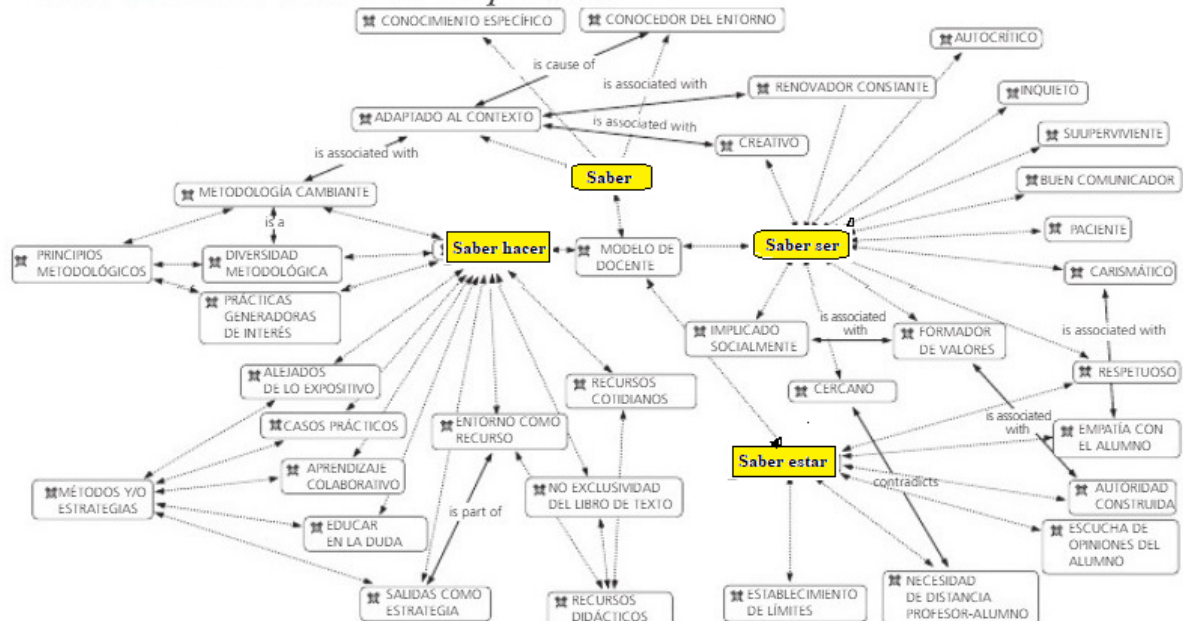 CONOCIMIENTO ESPECÍFICO
CONOCEDOR DEL ENTORNO
AUTOCRÍTICO
is cause of
is associated with
RENOVADOR CONSTANTE
INQUIETO
ADAPTADO AL CONTEXTO
is associated with
CREATIVO
SUUPERVIVIENTE
is associated with
Saber
BUEN COMUNICADOR
METODOLOGÍA CAMBIANTE
is a
PACIENTE
PRINCIPIOS
METODOLÓGICOS
DIVERSIDAD
METODOLÓGICA
Saber hacer
MODELO DE
DOCENTE
Saber ser
CARISMÁTICO
PRÁCTICAS
GENERADORAS
DE INTERÉS
IMPLICADO
SOCIALMENTE
is associated
with
FORMADOR
DE VALORES
is associated with
ALEJADOS
DE LO EXPOSITIVO
RECURSOS
COTIDIANOS
CERCANO
RESPETUOSO
CASOS PRÁCTICOS
ENTORNO COMO
RECURSO
is associated
with
EMPATÍA CON
EL ALUMNO
Saber estar
APRENDIZAJE
COLABORATIVO
MÉTODOS Y/O
ESTRATEGIAS
NO EXCLUSIVIDAD
DEL LIBRO DE TEXTO
contradicts
AUTORIDAD
CONSTRUIDA
is part of
EDUCAR
EN LA DUDA
ESCUCHA DE
OPINIONES DEL
ALUMNO
SALIDAS COMO
ESTRATEGIA
RECURSOS
DIDÁCTICOS
ESTABLECIMIENTO
DE LÍMITES
NECESIDAD
DE DISTANCIA
PROFESOR-ALUMNO